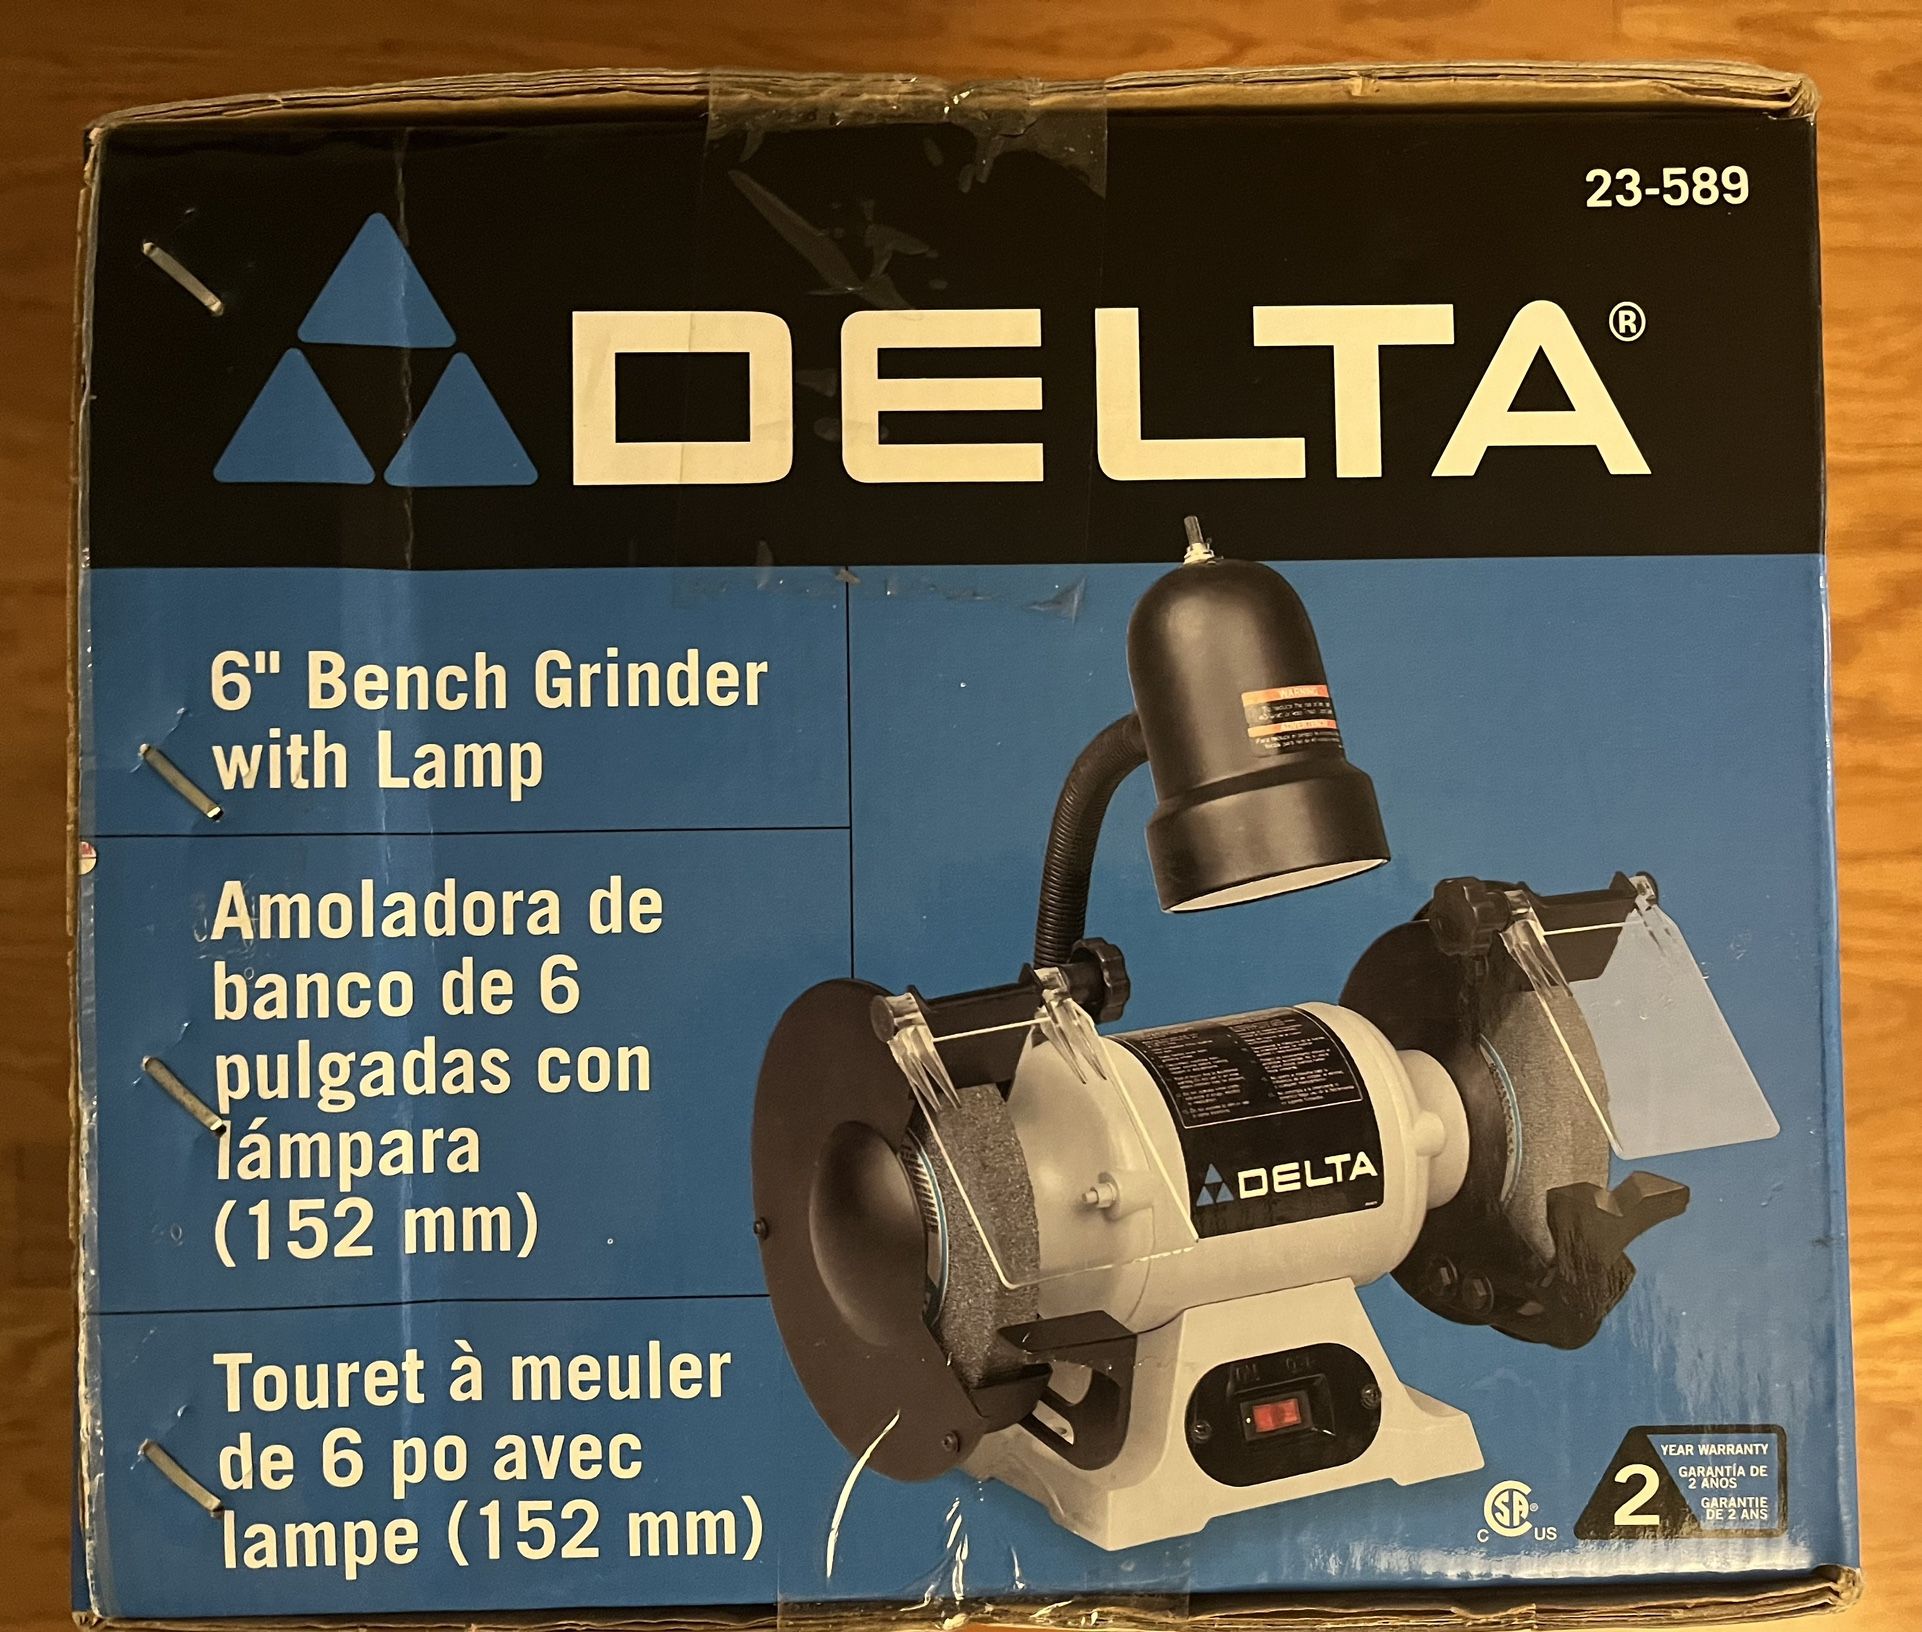 23-589
DELTA®
6" Bench Grinder
with Lamp
Amoladora de
banco de 6
pulgadas con
lámpara
(152 mm)
Touret à meuler
de 6 po avec
lampe (152 mm)
WARNING
DELTA
2
YEAR WARRANTY
GARANTÍA DE
2 AÑOS
GARANTIE
DE 2 ANS
C SA® US